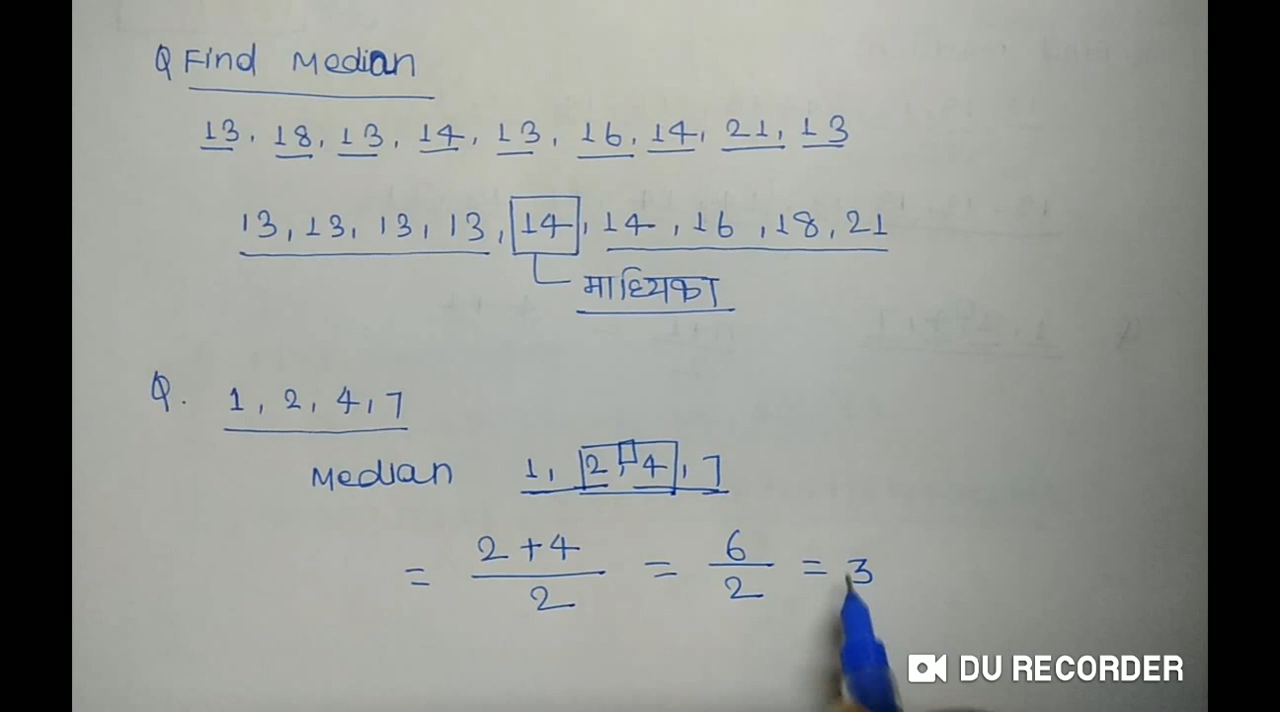 Q Find Median
13, 18, 13, 14, 13, 16, 14, 21, 13
13, 13, 13, 13, 14, 14, 16, 18, 21
माध्यिका
Q. 1, 2, 4, 7
Median 1, 2, 4, 7
= 2+4/2 = 6/2 = 3
DU RECORDER